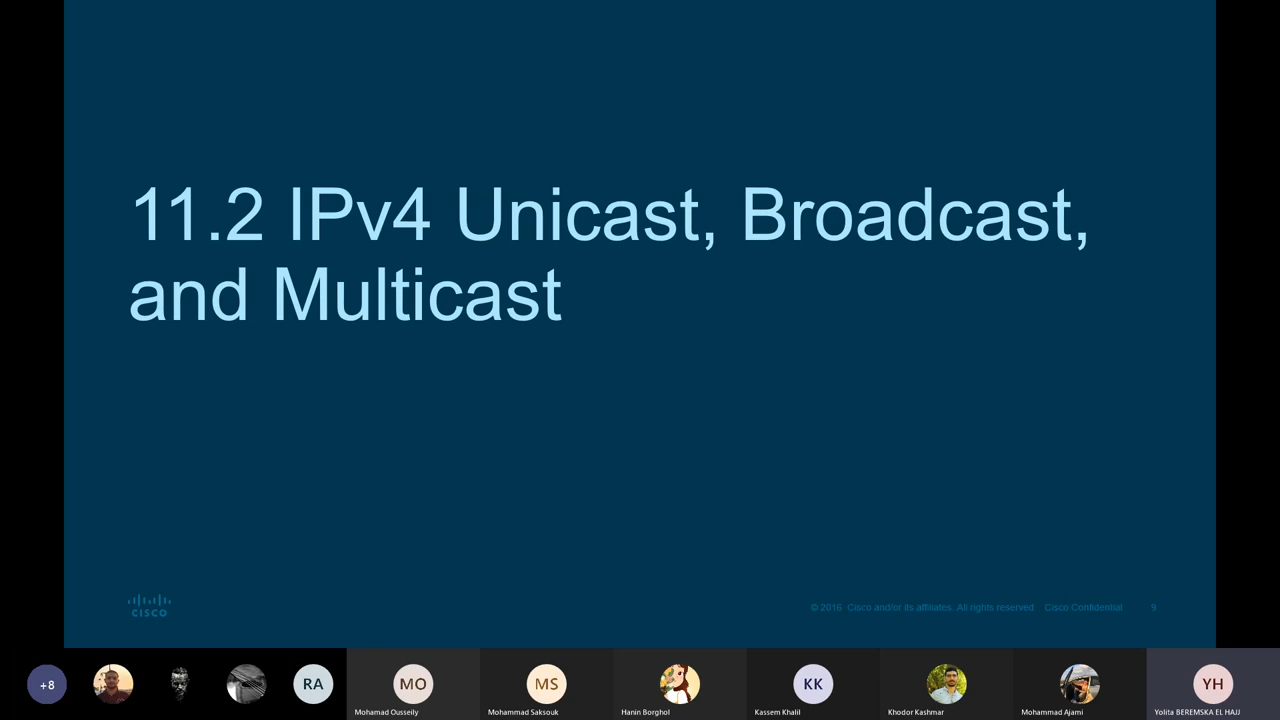 11.2 IPv4 Unicast, Broadcast,
and Multicast
CISCO
© 2016 Cisco and/or its affiliates. All rights reserved. Cisco Confidential 9
+8
RA
MO
MS
KK
YH
Mohamad Ousseily
Mohammad Saksouk
Hanin Borghol
Kassem Khalil
Khodor Kashmar
Mohammad Ajami
Yolita BEREMSKA EL HAJJ